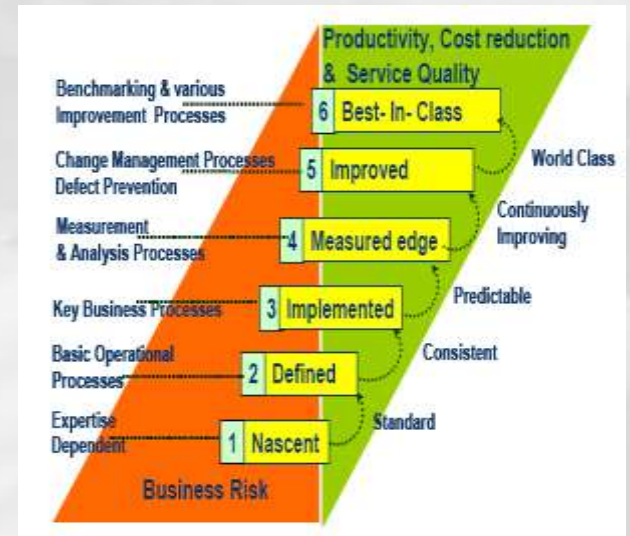 Productivity, Cost reduction
& Service Quality
Benchmarking & various
Improvement Processes
6 Best- In- Class
World Class
Change Management Processes
Defect Prevention
5 Improved
Continuously
Improving
Measurement
& Analysis Processes
4 Measured edge
Predictable
Key Business Processes
3 Implemented
Consistent
Basic Operational
Processes
2 Defined
Standard
Expertise
Dependent
1 Nascent
Business Risk